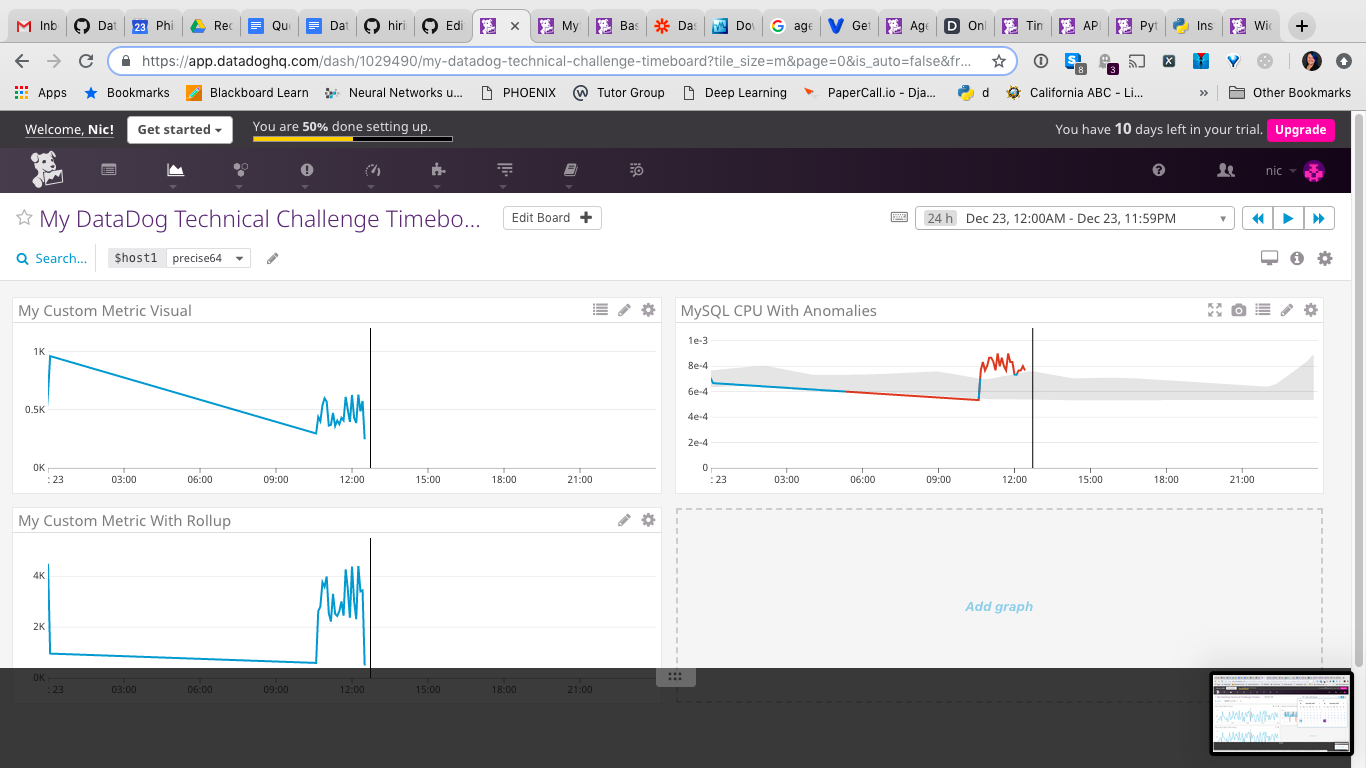 Inb Dat 23 Phi Rec Que Dat hiri Edi My Bas Das Dov age Get Age Onl Tim AP Pyt Ins Wid
https://app.datadoghq.com/dash/1029490/my-datadog-technical-challenge-timeboard?tile_size=m&page=0&is_auto=false&fr... 8 3
Apps Bookmarks Blackboard Learn Neural Networks u... PHOENIX Tutor Group Deep Learning PaperCall.io - Dja... d California ABC - Li... » Other Bookmarks
Welcome, Nic! Get started You are 50% done setting up. You have 10 days left in your trial. Upgrade
nic
My DataDog Technical Challenge Timebo... Edit Board 24 h Dec 23, 12:00AM - Dec 23, 11:59PM
Search... $host1 precise64
My Custom Metric Visual
1K
0.5K
0K
: 23 03:00 06:00 09:00 12:00 15:00 18:00 21:00
MySQL CPU With Anomalies
1e-3
8e-4
6e-4
4e-4
2e-4
0
: 23 03:00 06:00 09:00 12:00 15:00 18:00 21:00
My Custom Metric With Rollup
4K
2K
0K
: 23 03:00 06:00 09:00 12:00 15:00 18:00 21:00
Add graph